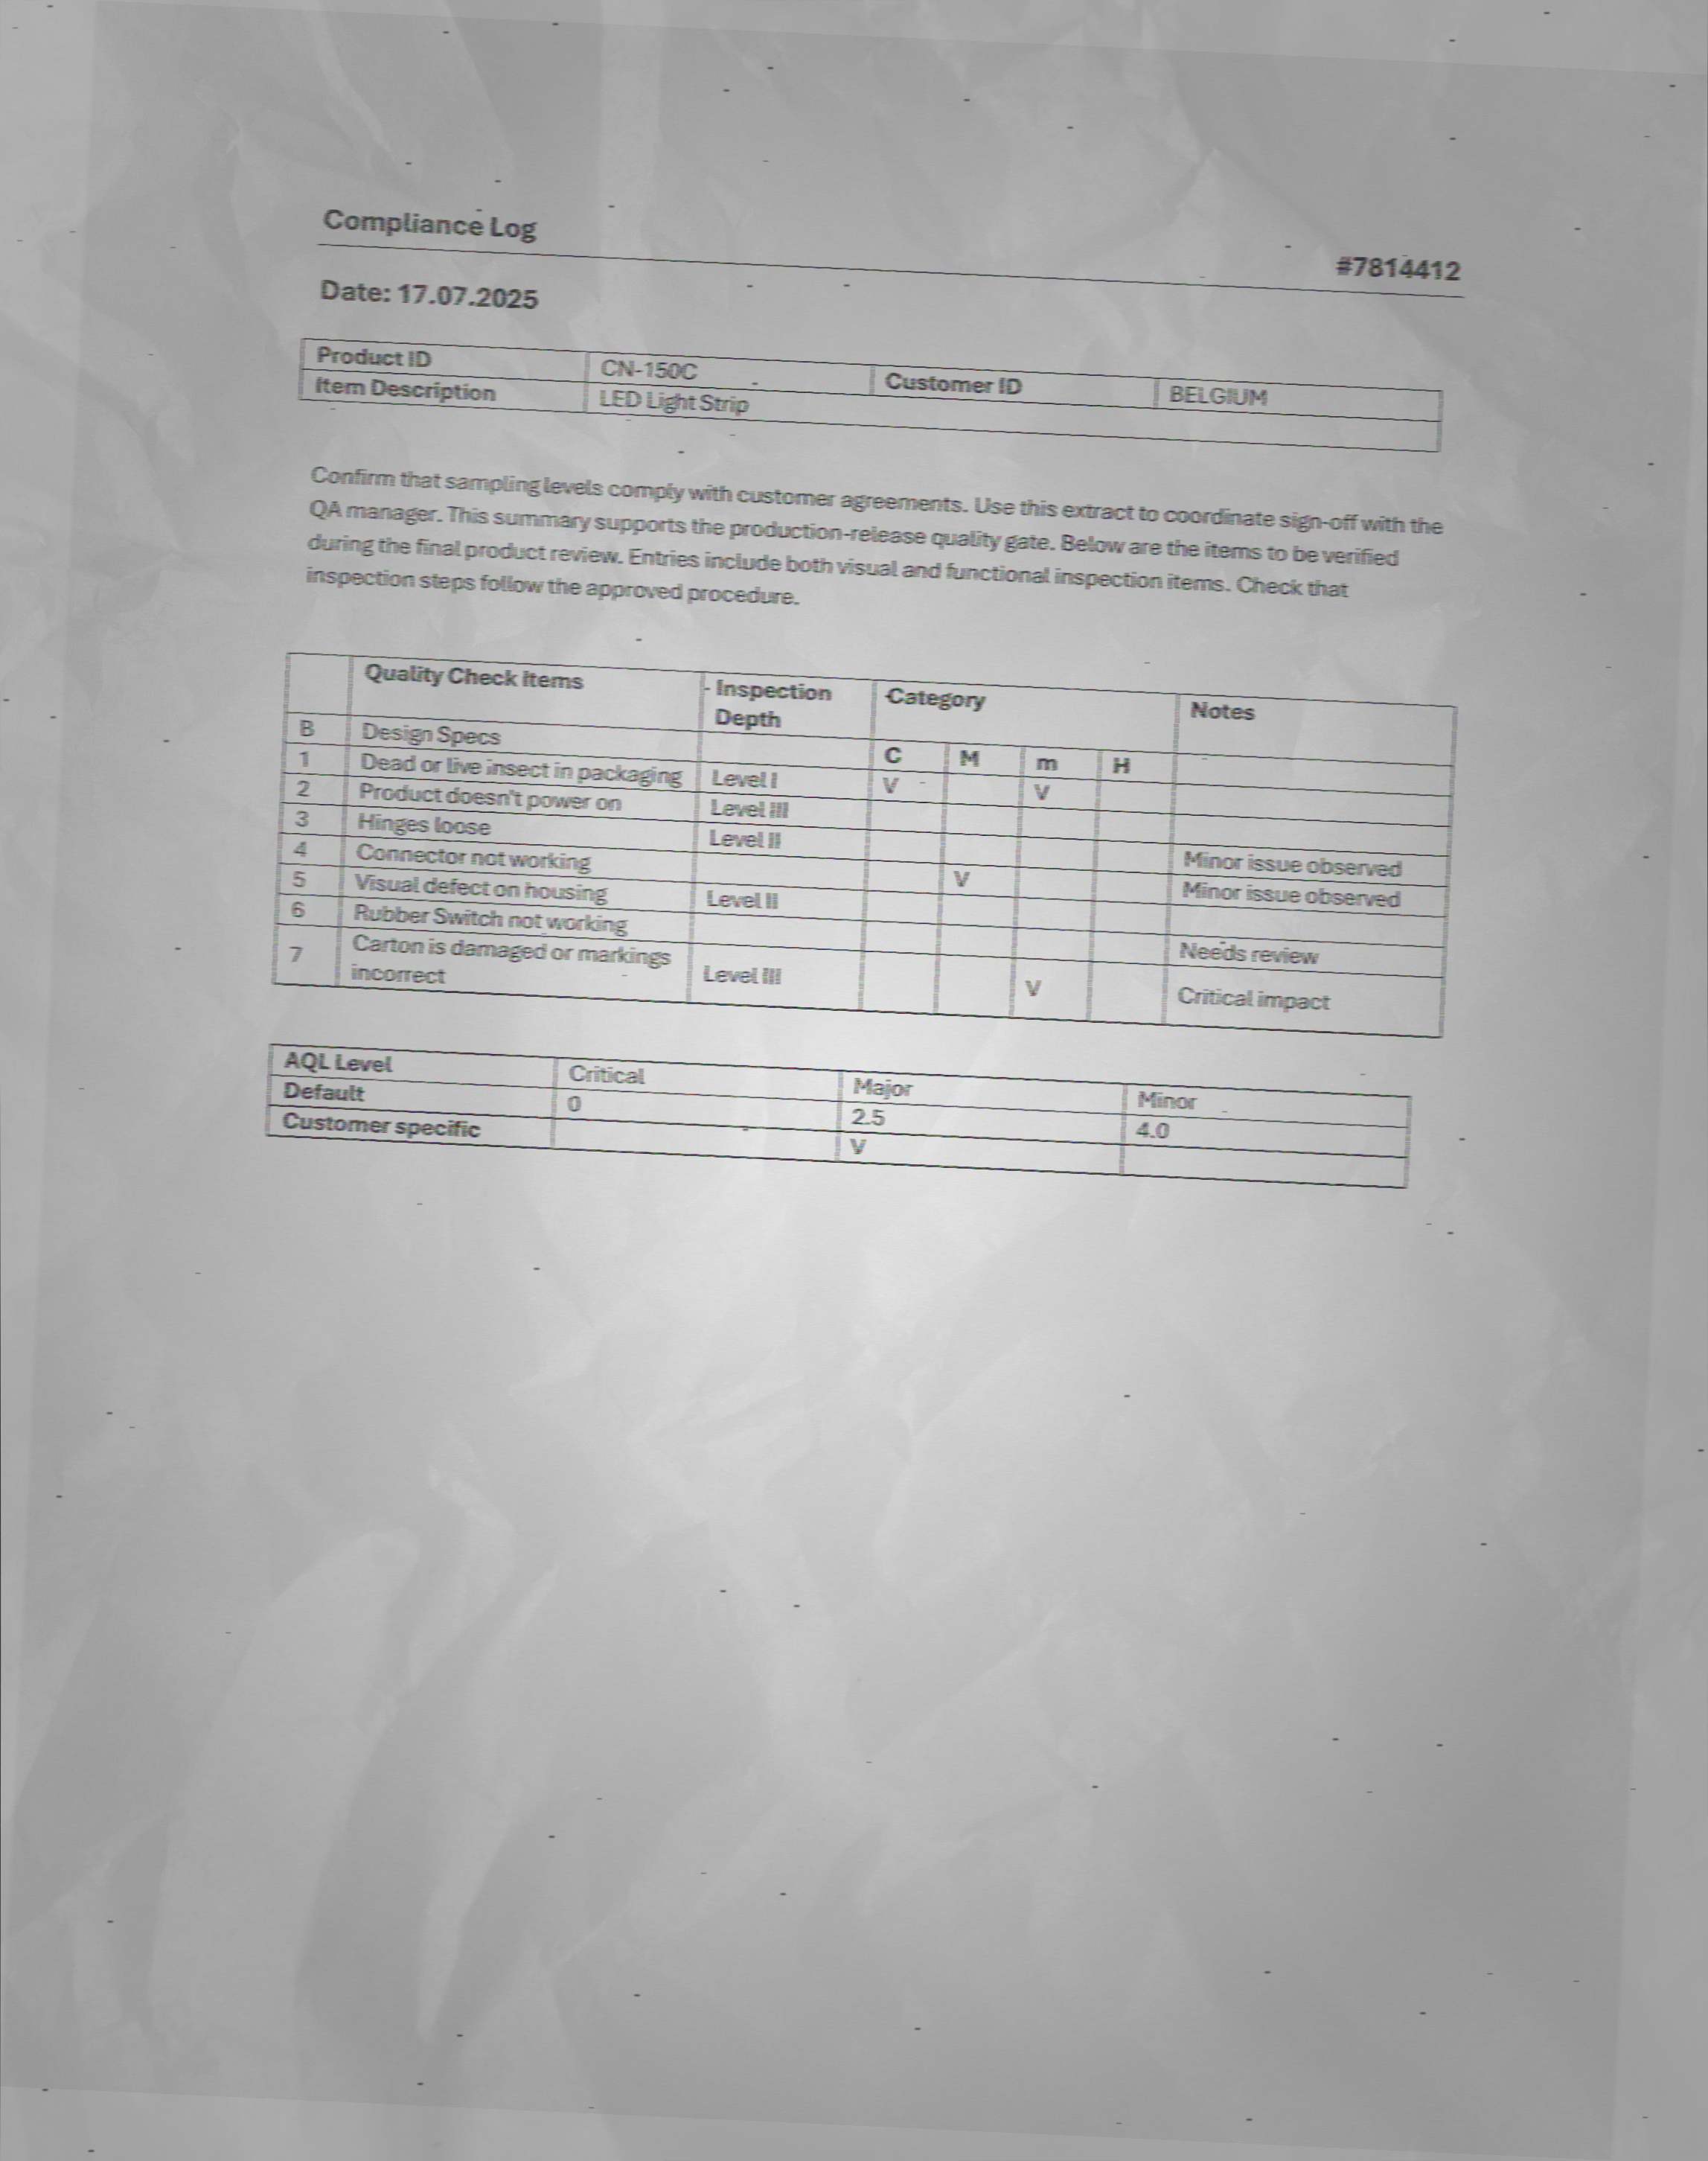 Compliance Log
#7814412
Date: 17.07.2025
Product ID CN-150C Customer ID BELGIUM
Item Description LED Light Strip
Confirm that sampling levels comply with customer agreements. Use this extract to coordinate sign-off with the
QA manager. This summary supports the production-release quality gate. Below are the items to be verified
during the final product review. Entries include both visual and functional inspection items. Check that
inspection steps follow the approved procedure.
Quality Check Items Inspection Category Notes
Depth
B Design Specs C M m H
1 Dead or live insect in packaging Level I V V
2 Product doesn't power on Level III
3 Hinges loose Level II Minor issue observed
4 Connector not working V Minor issue observed
5 Visual defect on housing Level II
6 Rubber Switch not working Needs review
7 Carton is damaged or markings Level III V Critical impact
incorrect
AQL Level Critical Major Minor
Default 0 2.5 4.0
Customer specific V